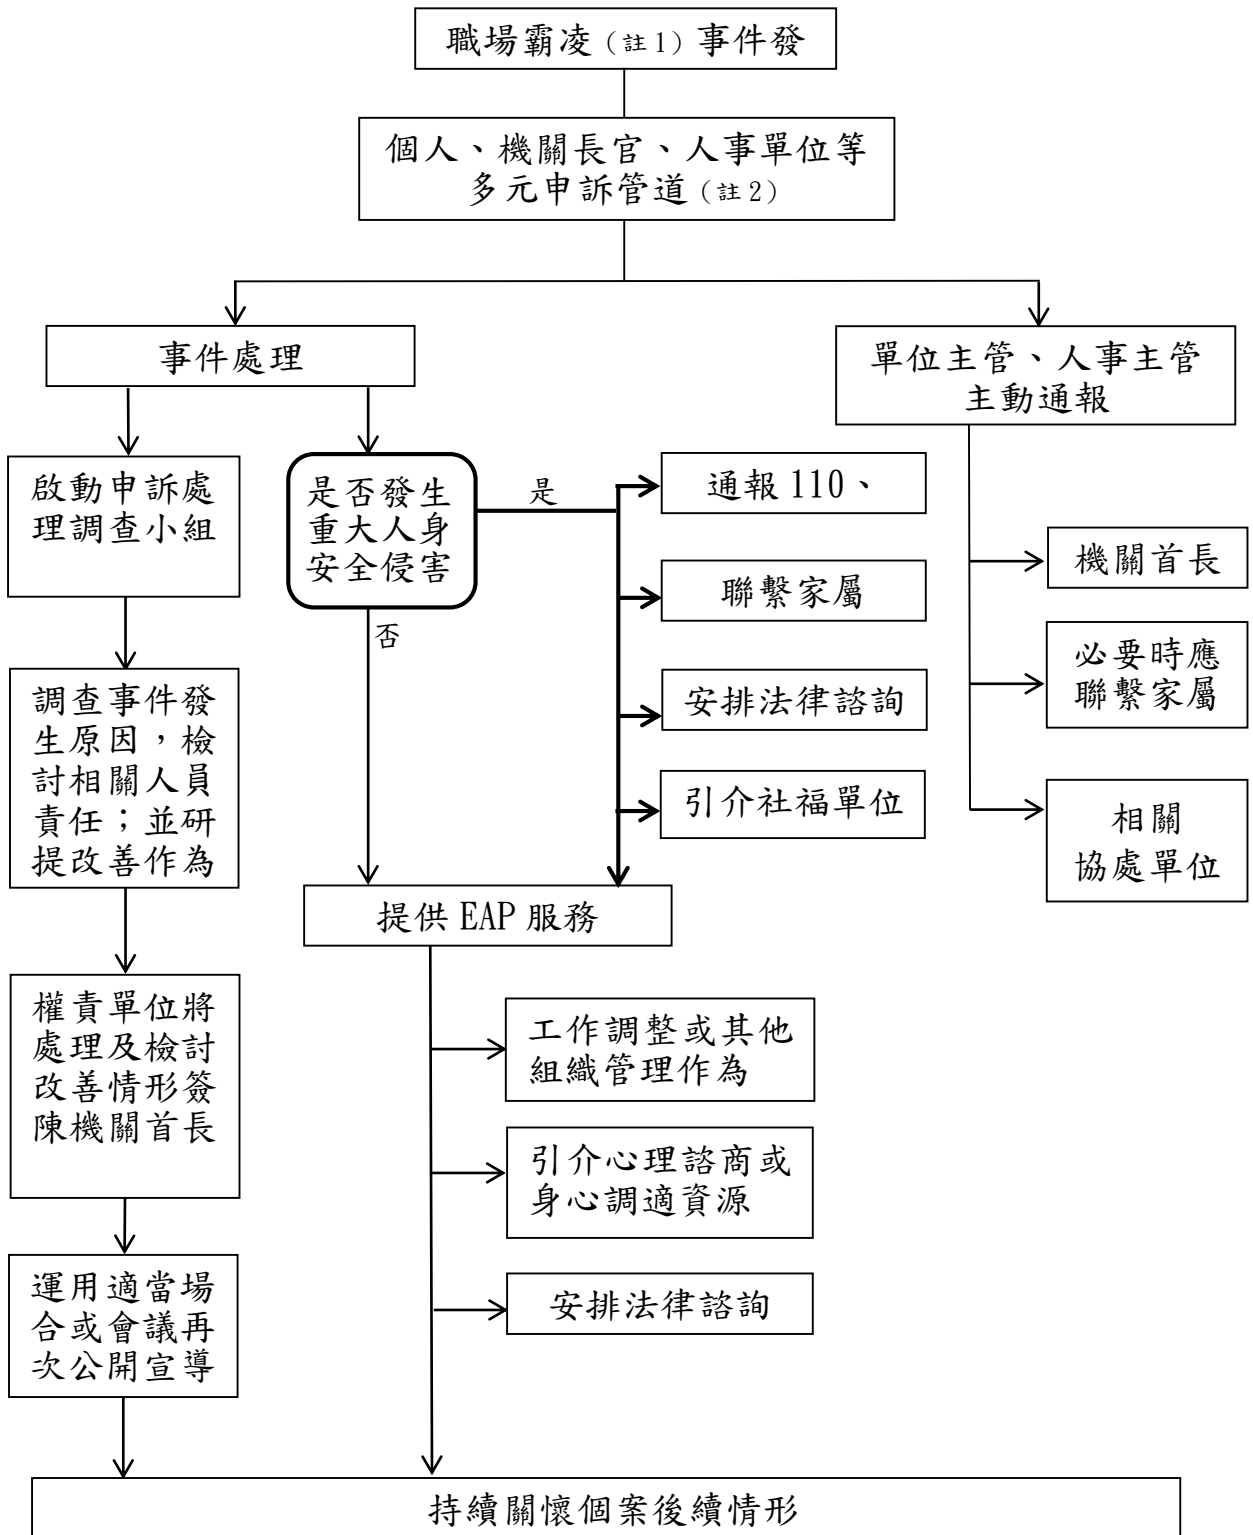 職場霸凌（註1）事件發
個人、機關長官、人事單位等
多元申訴管道（註2）
事件處理
單位主管、人事主管
主動通報
啟動申訴處
理調查小組
是否發生
重大人身
安全侵害
是
否
通報 110、
聯繫家屬
安排法律諮詢
引介社福單位
機關首長
必要時應
聯繫家屬
相關
協處單位
調查事件發
生原因，檢
討相關人員
責任；並研
提改善作為
提供 EAP 服務
權責單位將
處理及檢討
改善情形簽
陳機關首長
工作調整或其他
組織管理作為
引介心理諮商或
身心調適資源
安排法律諮詢
運用適當場
合或會議再
次公開宣導
持續關懷個案後續情形